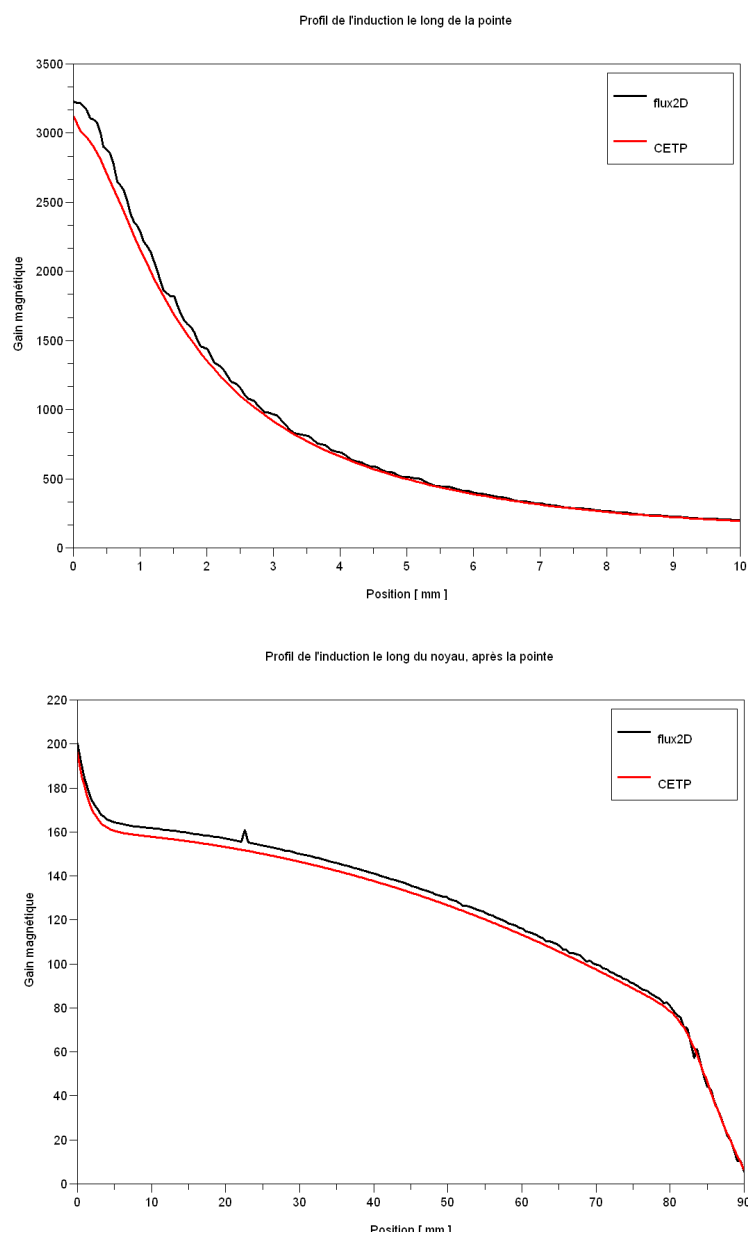 Profil de l'induction le long de la pointe
3500
3000
2500
2000
1500
1000
500
0
Gain magnétique
flux2D
CETP
0 1 2 3 4 5 6 7 8 9 10
Position [ mm ]
Profil de l'induction le long du noyau, après la pointe
220
200
180
160
140
120
100
80
60
40
20
0
Gain magnétique
flux2D
CETP
0 10 20 30 40 50 60 70 80 90
Position [ mm ]